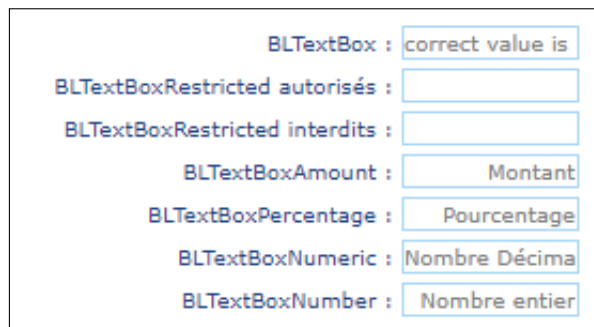 BLTextBox : correct value is
BLTextBoxRestricted autorisés :
BLTextBoxRestricted interdits :
BLTextBoxAmount : Montant
BLTextBoxPercentage : Pourcentage
BLTextBoxNumeric : Nombre Décima
BLTextBoxNumber : Nombre entier